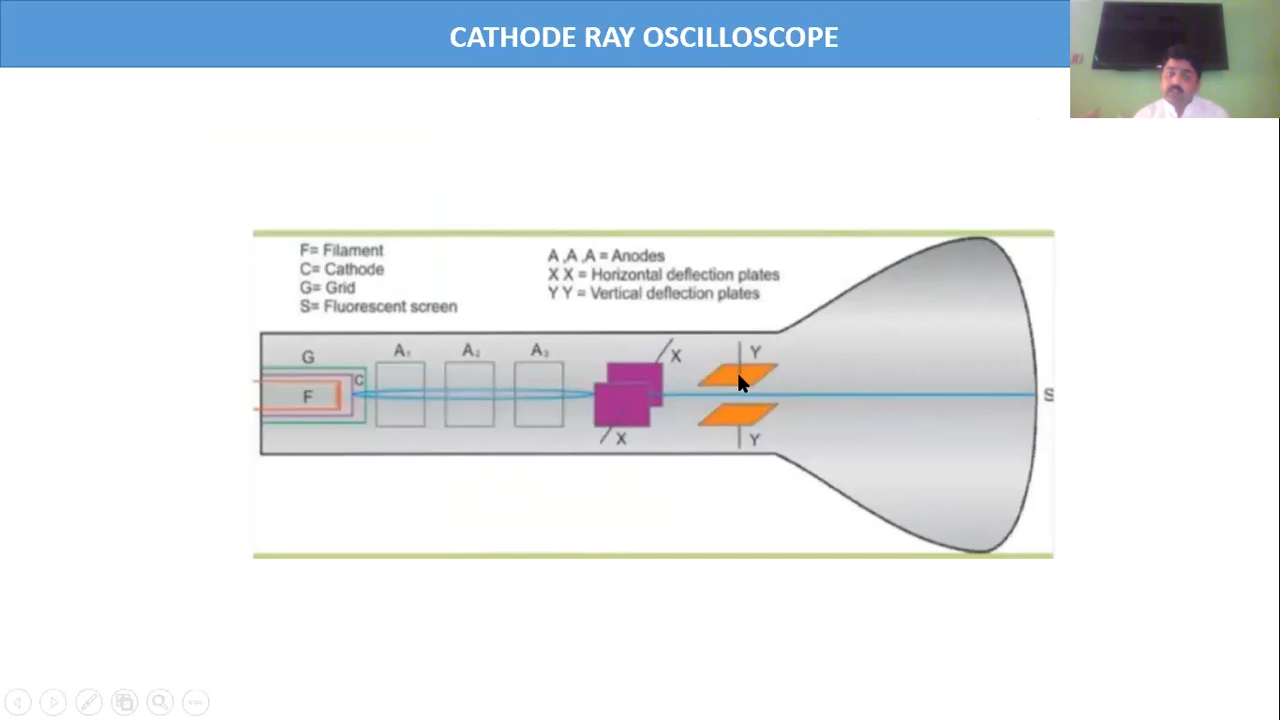 CATHODE RAY OSCILLOSCOPE
F= Filament
C= Cathode
G= Grid
S= Fluorescent screen
A ,A ,A = Anodes
X X = Horizontal deflection plates
Y Y = Vertical deflection plates
G
C
F
A₁
A₂
A₃
X
X
Y
Y
S